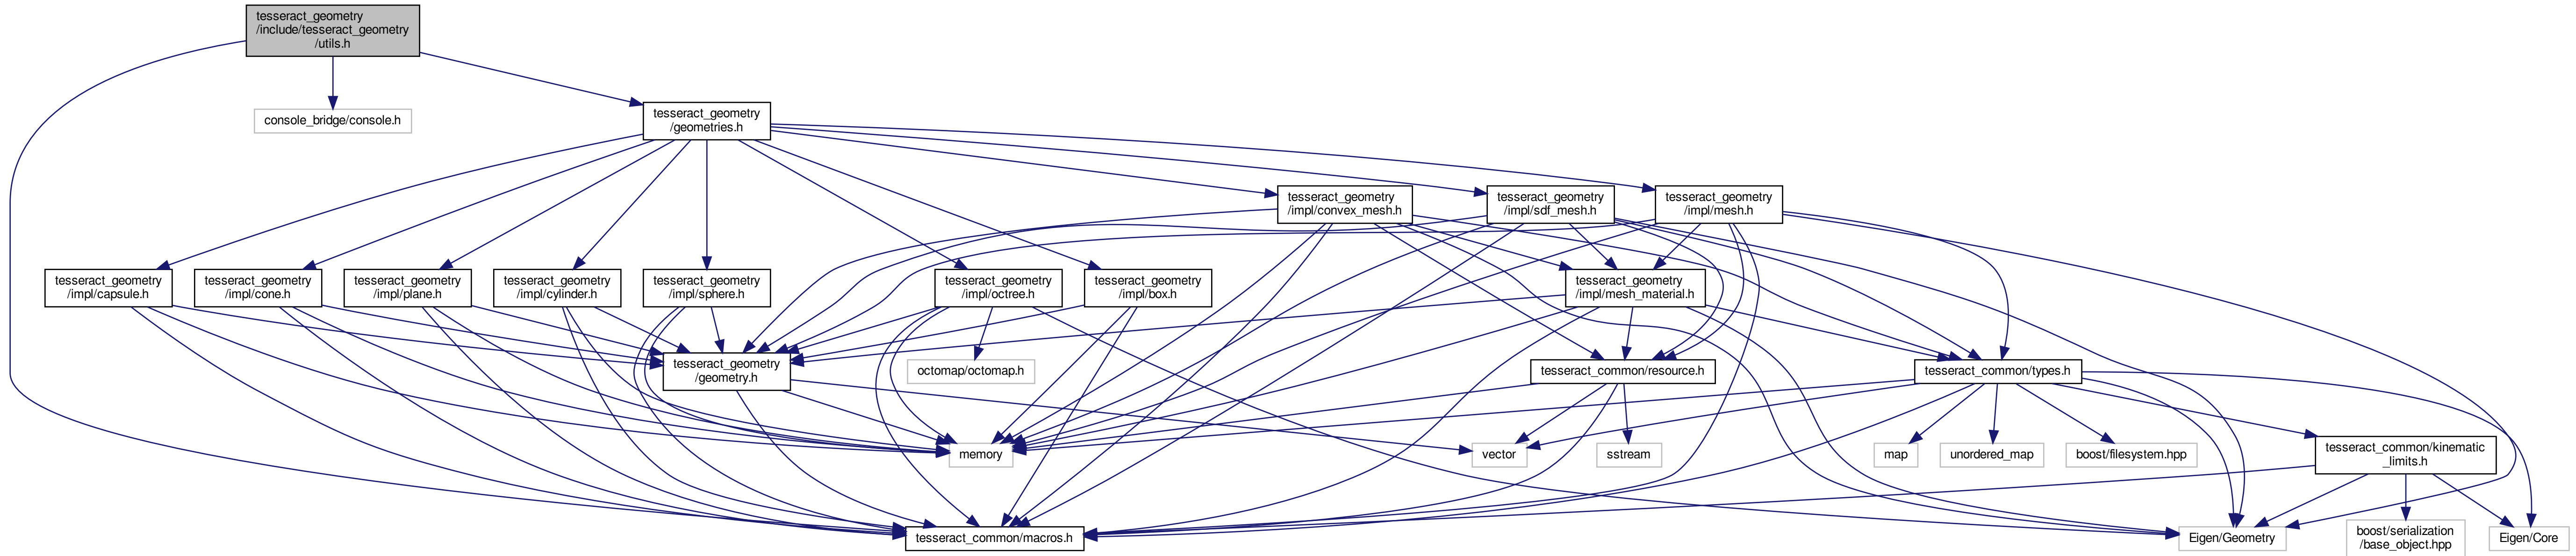 tesseract_geometry
/include/tesseract_geometry
/utils.h
console_bridge/console.h
tesseract_geometry
/geometries.h
tesseract_geometry
/impl/convex_mesh.h
tesseract_geometry
/impl/sdf_mesh.h
tesseract_geometry
/impl/mesh.h
tesseract_geometry
/impl/capsule.h
tesseract_geometry
/impl/cone.h
tesseract_geometry
/impl/plane.h
tesseract_geometry
/impl/cylinder.h
tesseract_geometry
/impl/sphere.h
tesseract_geometry
/impl/octree.h
tesseract_geometry
/impl/box.h
tesseract_geometry
/impl/mesh_material.h
tesseract_geometry
/geometry.h
octomap/octomap.h
tesseract_common/resource.h
tesseract_common/types.h
memory
vector
sstream
map
unordered_map
boost/filesystem.hpp
tesseract_common/kinematic
_limits.h
tesseract_common/macros.h
Eigen/Geometry
boost/serialization
/base_object.hpp
Eigen/Core